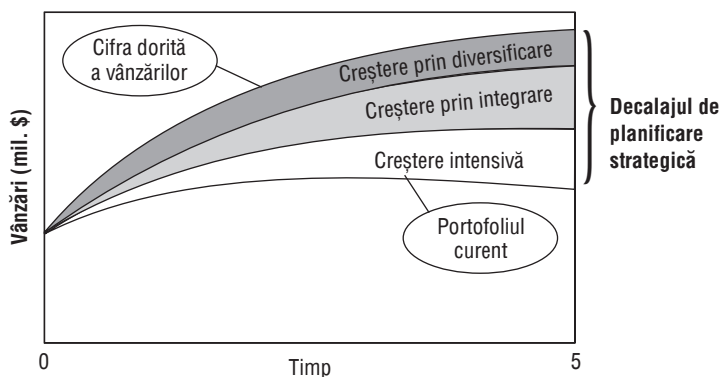 Cifra dorită
a vânzărilor
Creștere prin diversificare
Creștere prin integrare
Creștere intensivă
Portofoliul
curent
Decalajul de
planificare
strategică
Vânzări (mil. $)
0
Timp
5